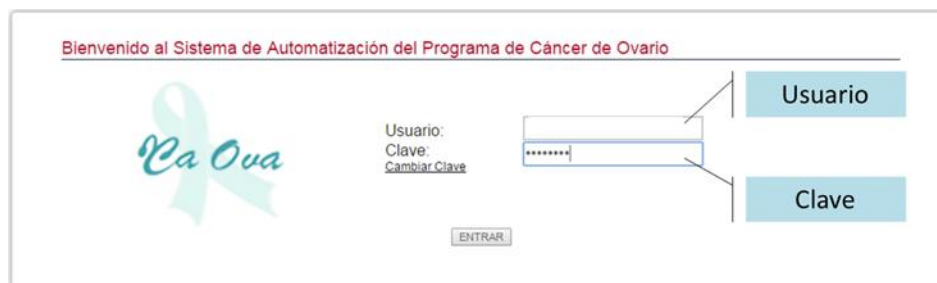 Bienvenido al Sistema de Automatización del Programa de Cáncer de Ovario
Usuario
Ca Ova
Usuario:
Clave:
••••••••
Cambiar Clave
Clave
ENTRAR